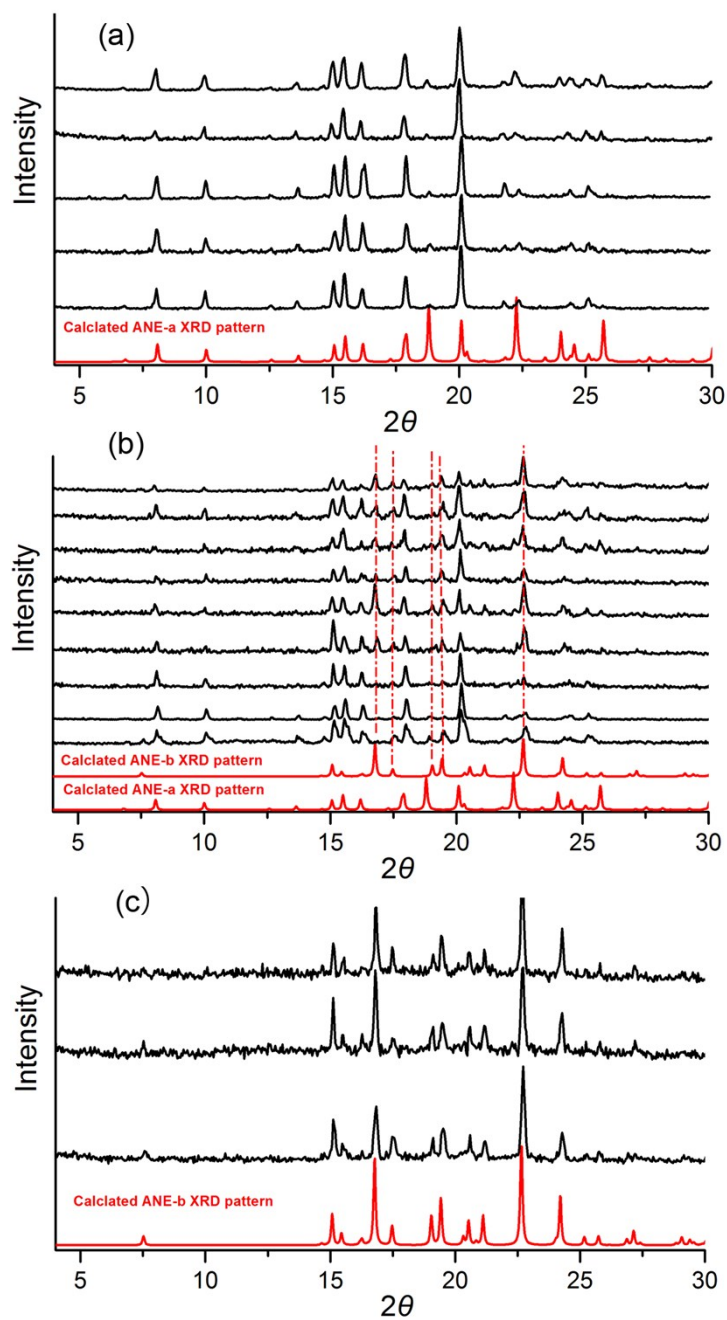 (a)
Intensity
Calclated ANE-a XRD pattern
5 10 15 20 25 30
2θ
(b)
Intensity
Calclated ANE-b XRD pattern
Calclated ANE-a XRD pattern
5 10 15 20 25 30
2θ
(c)
Intensity
Calclated ANE-b XRD pattern
5 10 15 20 25 30
2θ